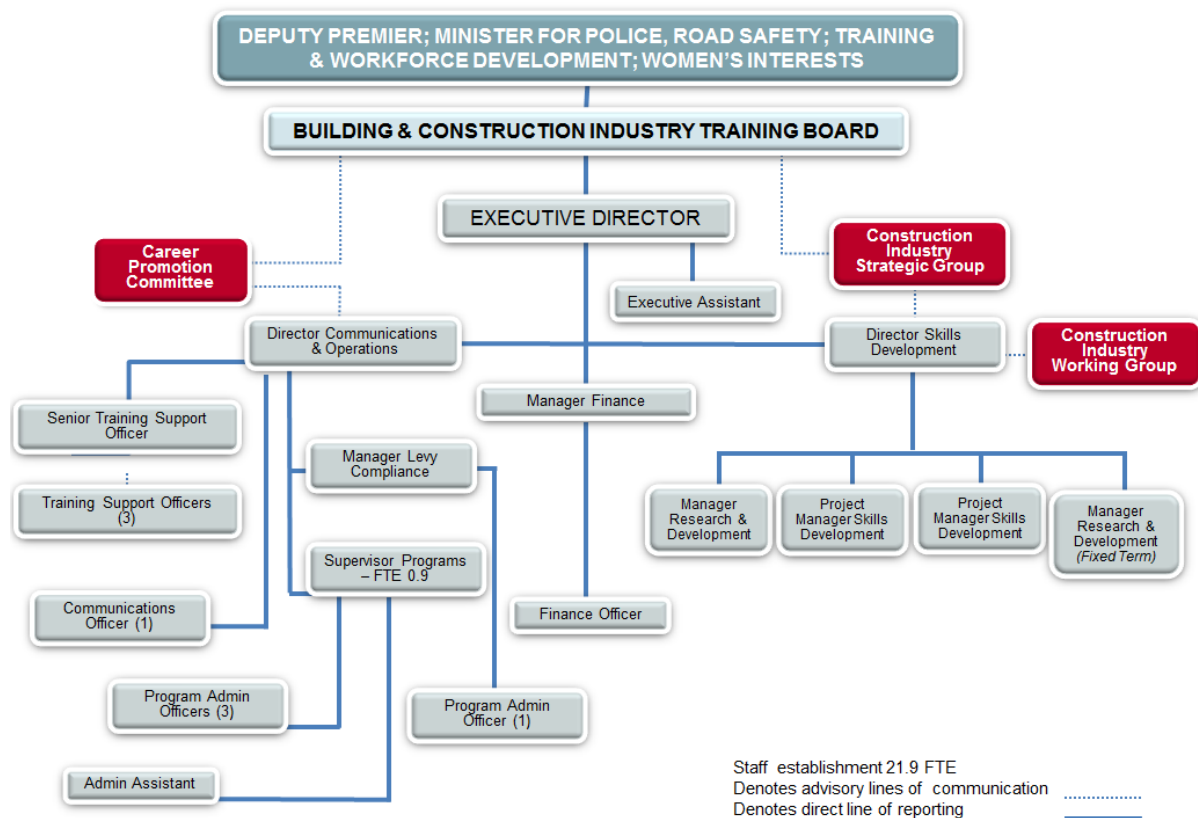 DEPUTY PREMIER; MINISTER FOR POLICE, ROAD SAFETY; TRAINING
& WORKFORCE DEVELOPMENT; WOMEN'S INTERESTS
BUILDING & CONSTRUCTION INDUSTRY TRAINING BOARD
EXECUTIVE DIRECTOR
Career
Promotion
Committee
Construction
Industry
Strategic Group
Executive Assistant
Director Communications
& Operations
Director Skills
Development
Construction
Industry
Working Group
Senior Training Support
Officer
Manager Finance
Manager Levy
Compliance
Training Support Officers
(3)
Manager
Research &
Development
Project
Manager Skills
Development
Project
Manager Skills
Development
Manager
Research &
Development
(Fixed Term)
Supervisor Programs
– FTE 0.9
Communications
Officer (1)
Finance Officer
Program Admin
Officers (3)
Program Admin
Officer (1)
Admin Assistant
Staff establishment 21.9 FTE
Denotes advisory lines of communication
Denotes direct line of reporting